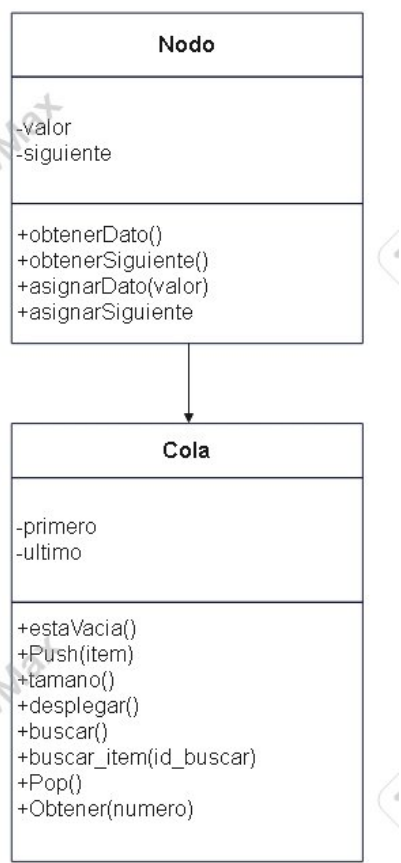 Nodo
-valor
-siguiente
+obtenerDato()
+obtenerSiguiente()
+asignarDato(valor)
+asignarSiguiente
Cola
-primero
-ultimo
+estaVacia()
+Push(item)
+tamano()
+desplegar()
+buscar()
+buscar_item(id_buscar)
+Pop()
+Obtener(numero)